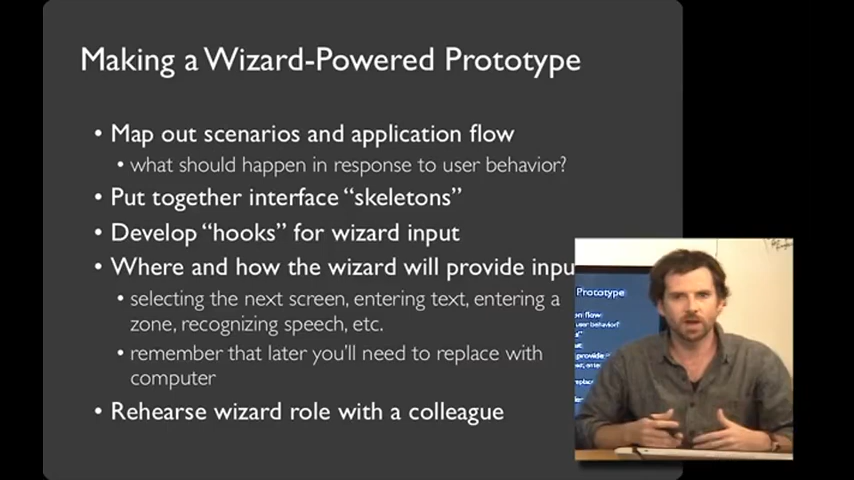 Making a Wizard-Powered Prototype
• Map out scenarios and application flow
• what should happen in response to user behavior?
• Put together interface “skeletons”
• Develop “hooks” for wizard input
• Where and how the wizard will provide inpu
• selecting the next screen, entering text, entering a
zone, recognizing speech, etc.
• remember that later you’ll need to replace with
computer
• Rehearse wizard role with a colleague
Prototype